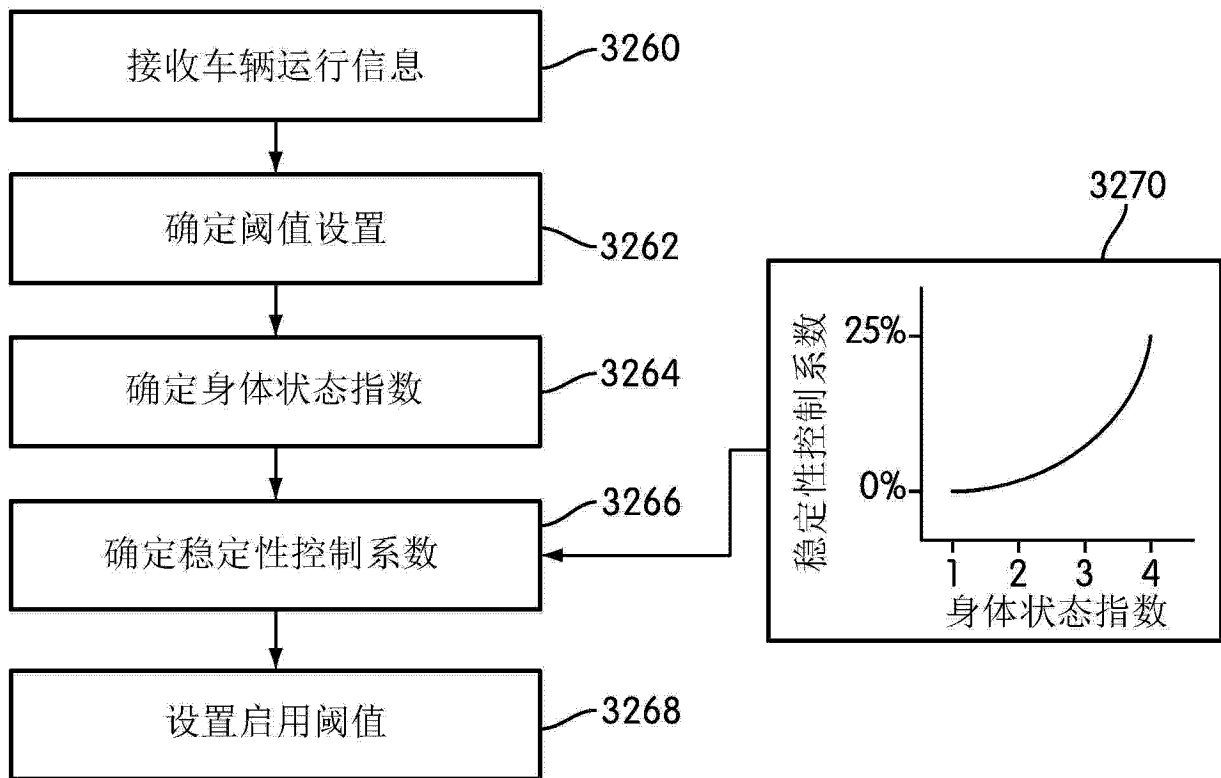 接收车辆运行信息
3260
确定阈值设置
3262
确定身体状态指数
3264
确定稳定性控制系数
3266
设置启用阈值
3268
3270
稳定性控制系数
25%
0%
1 2 3 4
身体状态指数